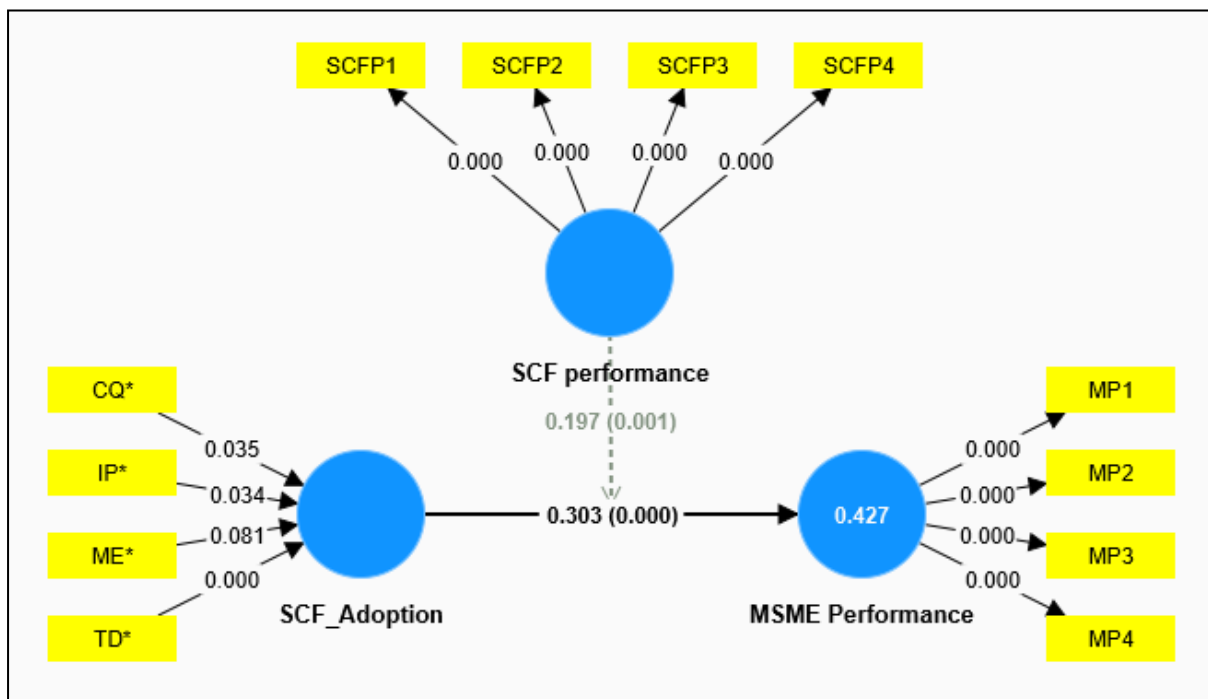 SCFP1 SCFP2 SCFP3 SCFP4
0.000 0.000 0.000 0.000
SCF performance
0.197 (0.001)
CQ*
0.035
IP*
0.034
ME*
0.081
TD*
0.000
SCF_Adoption
0.303 (0.000)
0.427
MSME Performance
MP1
0.000
MP2
0.000
MP3
0.000
MP4
0.000